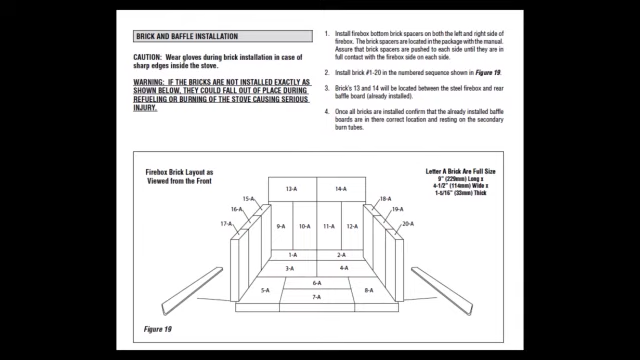 BRICK AND BAFFLE INSTALLATION
CAUTION: Wear gloves during brick installation in case of
sharp edges inside the stove.
WARNING: IF THE BRICKS ARE NOT INSTALLED EXACTLY AS
SHOWN BELOW, THEY COULD FALL OUT OF PLACE DURING
REFUELING OR BURNING OF THE STOVE CAUSING SERIOUS
INJURY.
1. Install firebox bottom brick spacers on both the left and right side of
firebox. The brick spacers are located in the package with the manual.
Assure that brick spacers are pushed to each side until they are in
full contact with the firebox side on each side.
2. Install brick #1-20 in the numbered sequence shown in Figure 19.
3. Brick's 13 and 14 will be located between the steel firebox and rear
baffle board (already installed).
4. Once all bricks are installed confirm that the already installed baffle
boards are in there correct location and resting on the secondary
burn tubes.
Firebox Brick Layout as
Viewed from the Front
Letter A Brick Are Full Size
9" (229mm) Long x
4-1/2" (114mm) Wide x
1-5/16" (33mm) Thick
13-A 14-A
15-A 18-A
16-A 19-A
17-A 9-A 10-A 11-A 12-A 20-A
1-A 2-A
3-A 4-A
6-A
5-A 8-A
7-A
Figure 19